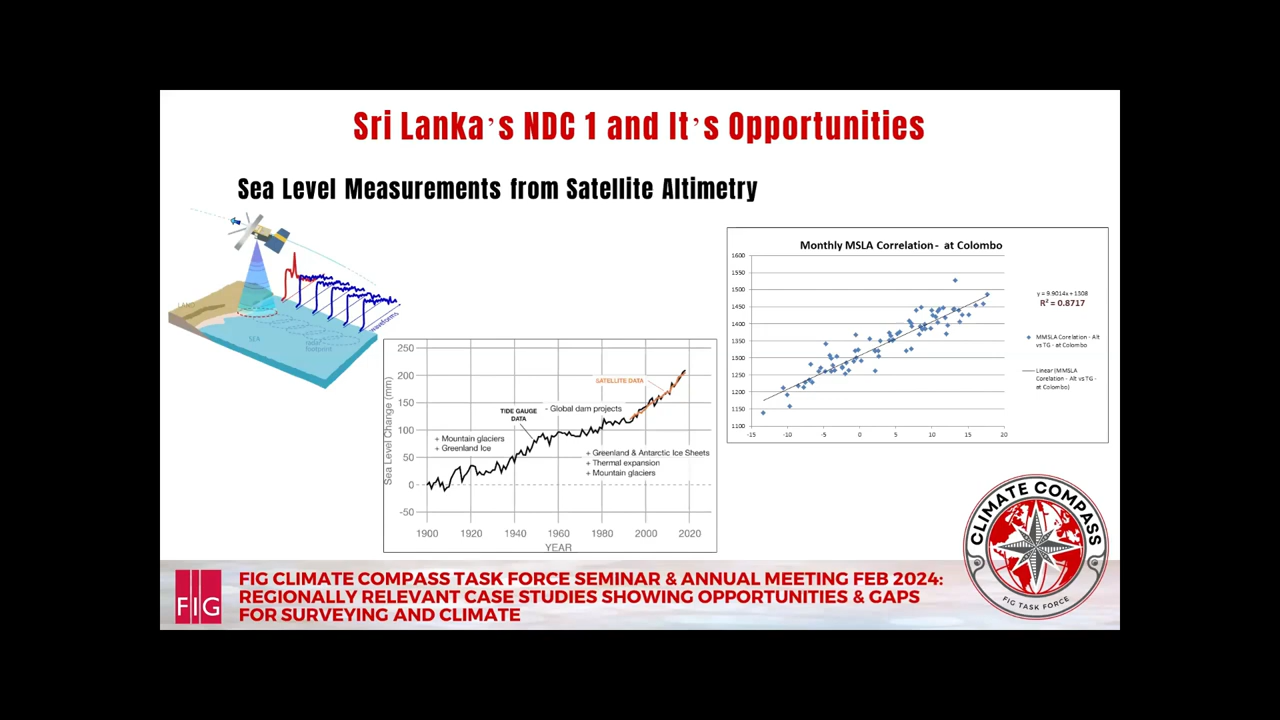 Sri Lanka’s NDC 1 and It’s Opportunities
Sea Level Measurements from Satellite Altimetry
LAND
SEA
radar
footprint
waveforms
250
200
150
100
50
0
-50
Sea Level Change (mm)
SATELLITE DATA
- Global dam projects
TIDE GAUGE
DATA
+ Mountain glaciers
+ Greenland Ice
+ Greenland & Antarctic Ice Sheets
+ Thermal expansion
+ Mountain glaciers
1900 1920 1940 1960 1980 2000 2020
YEAR
Monthly MSLA Correlation - at Colombo
1600
1550
1500
1450
1400
1350
1300
1250
1200
1150
1100
-15 -10 -5 0 5 10 15 20
y = 9.9014x + 1308
R² = 0.8717
MMSLA Corelation - Alt
vs TG - at Colombo
Linear (MMSLA
Corelation - Alt vs TG -
at Colombo)
CLIMATE COMPASS
FIG TASK FORCE
FIG
FIG CLIMATE COMPASS TASK FORCE SEMINAR & ANNUAL MEETING FEB 2024:
REGIONALLY RELEVANT CASE STUDIES SHOWING OPPORTUNITIES & GAPS
FOR SURVEYING AND CLIMATE